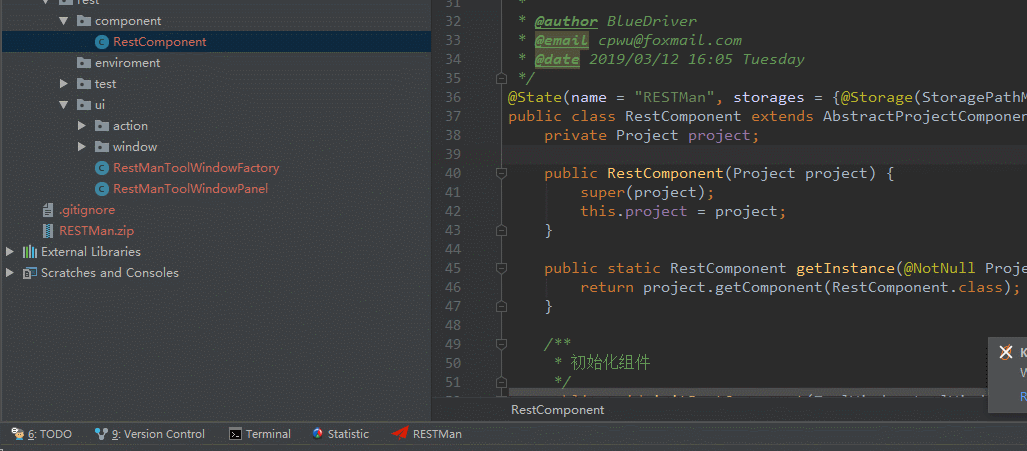 rest
component
RestComponent
enviroment
test
ui
action
window
RestManToolWindowFactory
RestManToolWindowPanel
.gitignore
RESTMan.zip
External Libraries
Scratches and Consoles
31 *
32 * @author BlueDriver
33 * @email cpwu@foxmail.com
34 * @date 2019/03/12 16:05 Tuesday
35 */
36 @State(name = "RESTMan", storages = {@Storage(StoragePathM
37 public class RestComponent extends AbstractProjectComponen
38 private Project project;
39
40 public RestComponent(Project project) {
41 super(project);
42 this.project = project;
43 }
44
45 public static RestComponent getInstance(@NotNull Proje
46 return project.getComponent(RestComponent.class);
47 }
48
49 /**
50 * 初始化组件
51 */
K
W
R
RestComponent
6: TODO 9: Version Control Terminal Statistic RESTMan